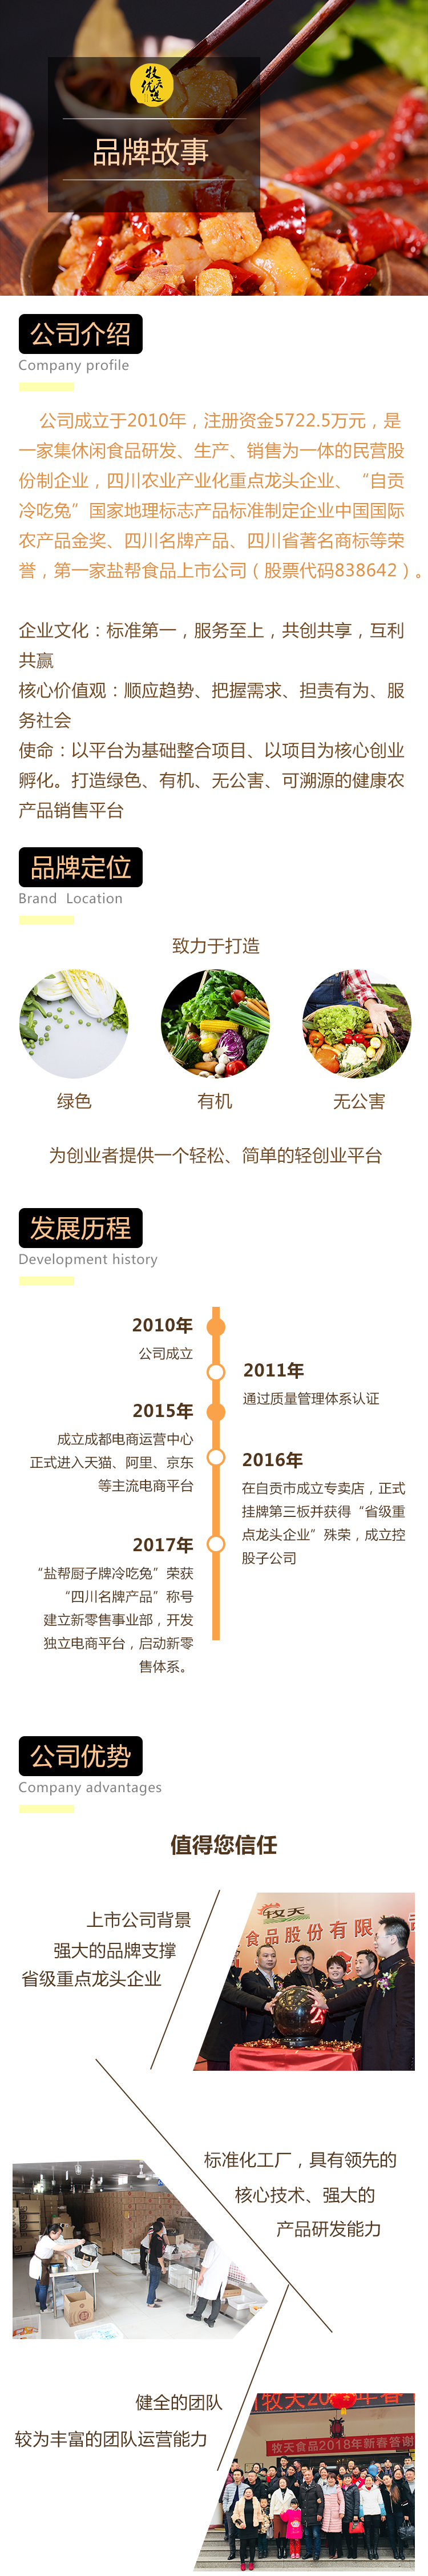 牧天
优选
品牌故事
公司介绍
Company profile
公司成立于2010年，注册资金5722.5万元，是
一家集休闲食品研发、生产、销售为一体的民营股
份制企业，四川农业产业化重点龙头企业、“自贡
冷吃兔”国家地理标志产品标准制定企业中国国际
农产品金奖、四川名牌产品、四川省著名商标等荣
誉，第一家盐帮食品上市公司（股票代码838642）。
企业文化：标准第一，服务至上，共创共享，互利
共赢
核心价值观：顺应趋势、把握需求、担责有为、服
务社会
使命：以平台为基础整合项目、以项目为核心创业
孵化。打造绿色、有机、无公害、可溯源的健康农
产品销售平台
品牌定位
Brand Location
致力于打造
绿色
有机
无公害
为创业者提供一个轻松、简单的轻创业平台
发展历程
Development history
2010年
公司成立
2011年
通过质量管理体系认证
2015年
成立成都电商运营中心
正式进入天猫、阿里、京东
等主流电商平台
2016年
在自贡市成立专卖店，正式
挂牌第三板并获得“省级重
点龙头企业”殊荣，成立控
股子公司
2017年
“盐帮厨子牌冷吃兔”荣获
“四川名牌产品”称号
建立新零售事业部，开发
独立电商平台，启动新零
售体系。
公司优势
Company advantages
值得您信任
上市公司背景
强大的品牌支撑
省级重点龙头企业
牧天
食品股份有限
标准化工厂，具有领先的
核心技术、强大的
产品研发能力
健全的团队
较为丰富的团队运营能力
牧天食品2018年新春答谢